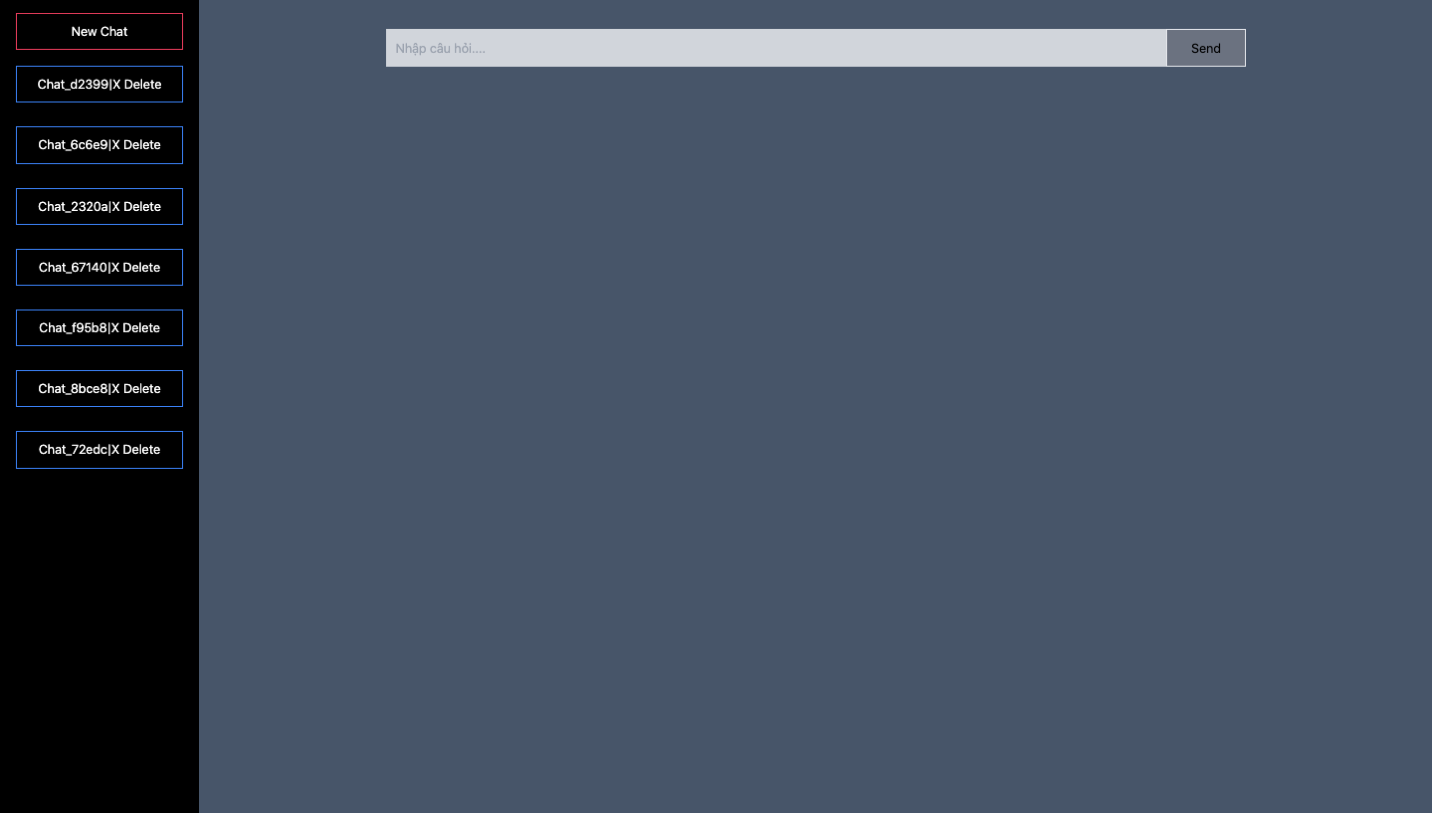 New Chat
Chat_d2399|X Delete
Chat_6c6e9|X Delete
Chat_2320a|X Delete
Chat_67140|X Delete
Chat_f95b8|X Delete
Chat_8bce8|X Delete
Chat_72edc|X Delete
Nhập câu hỏi....
Send